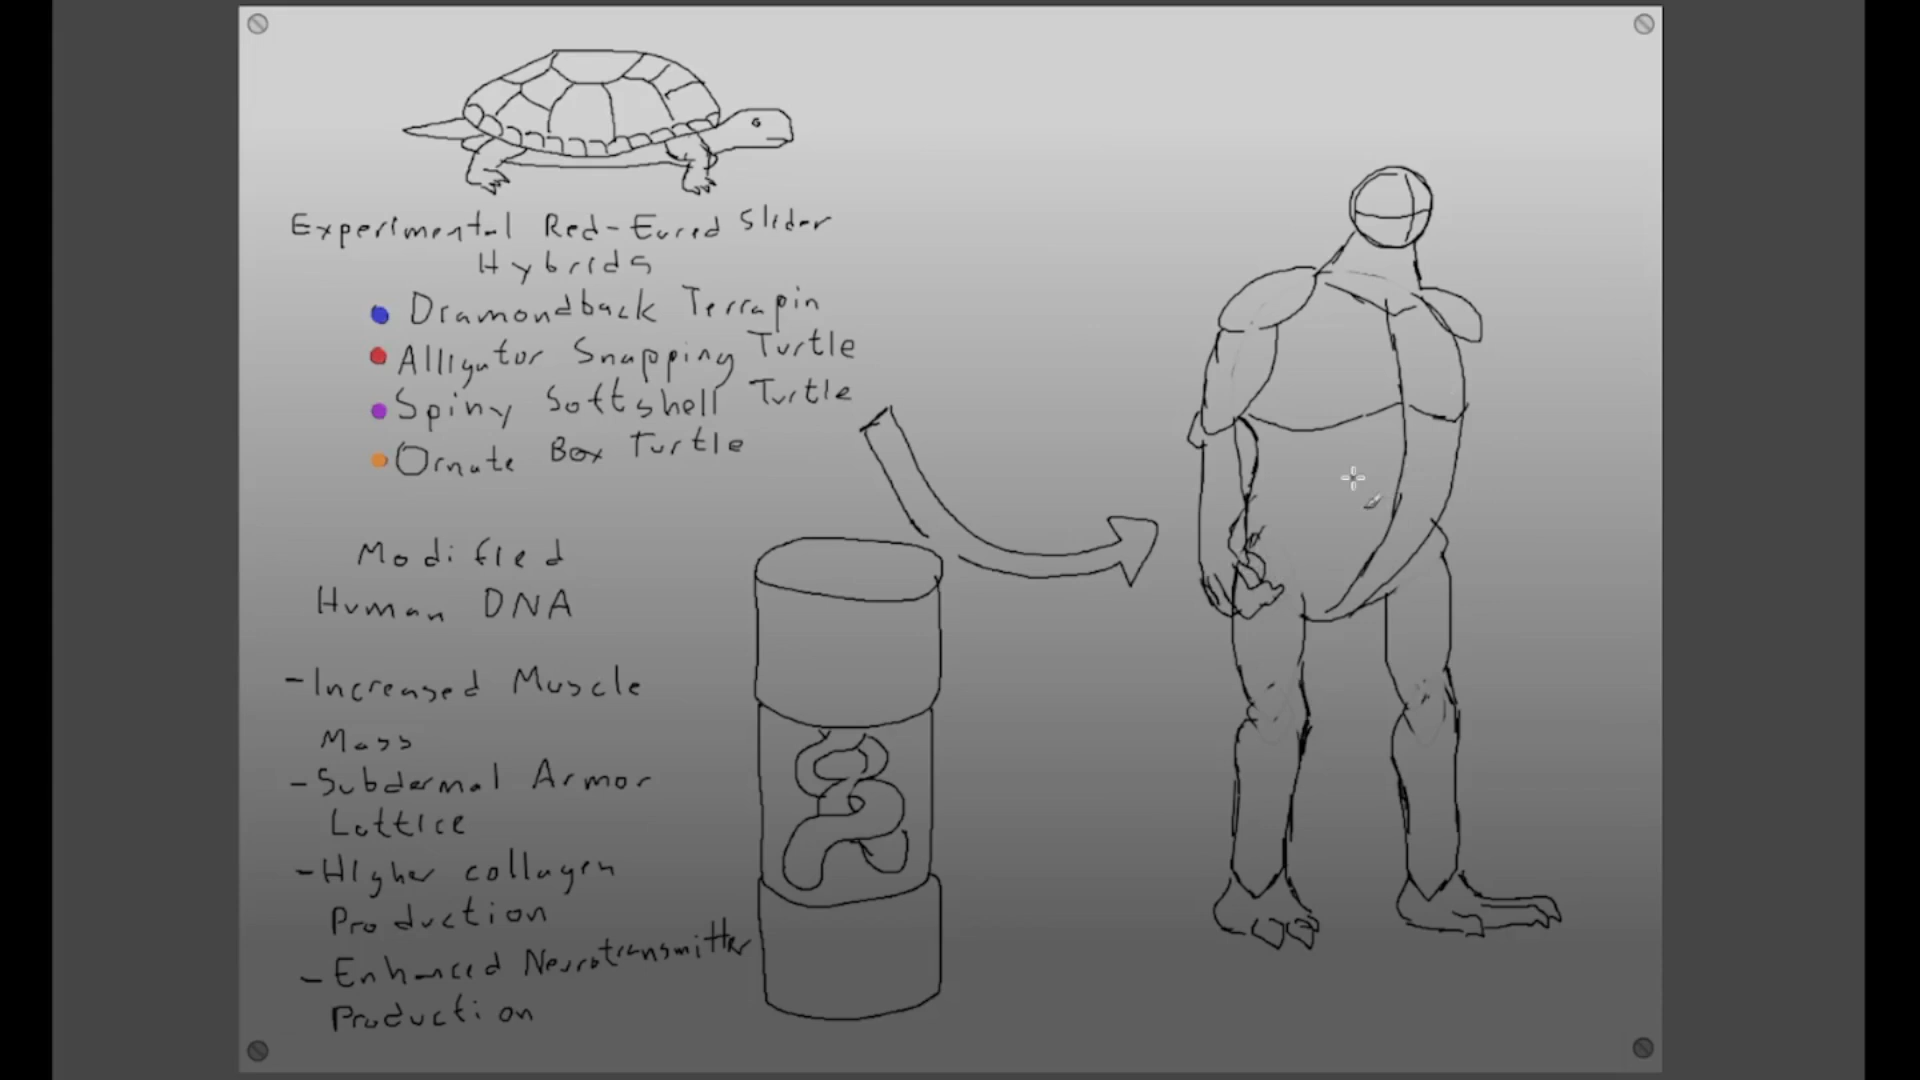 Experimental Red-Eared Slider
Hybrids
Diamondback Terrapin
Alligator Snapping Turtle
Spiny Softshell Turtle
Ornate Box Turtle
Modified
Human DNA
-Increased Muscle
Mass
-Subdermal Armor
Lattice
-Higher collagen
Production
-Enhanced Neurotransmitter
Production